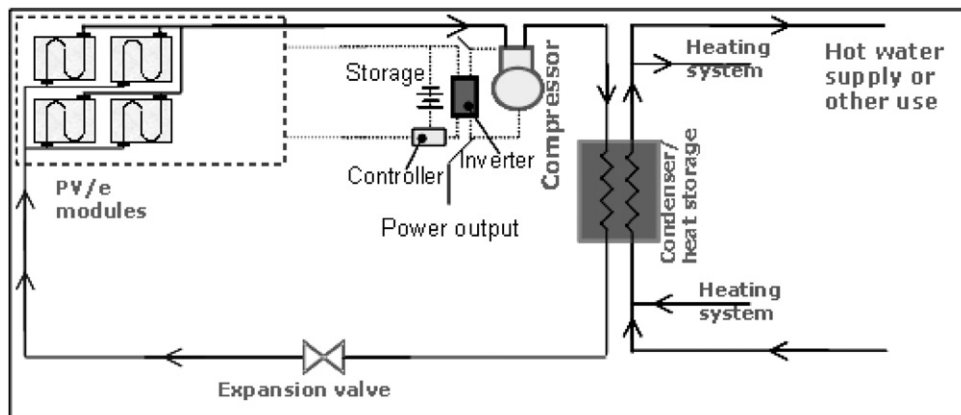 Storage
Compressor
Heating
system
Hot water
supply or
other use
PV/e
modules
Controller
Inverter
Power output
Condenser/
heat storage
Heating
system
Expansion valve